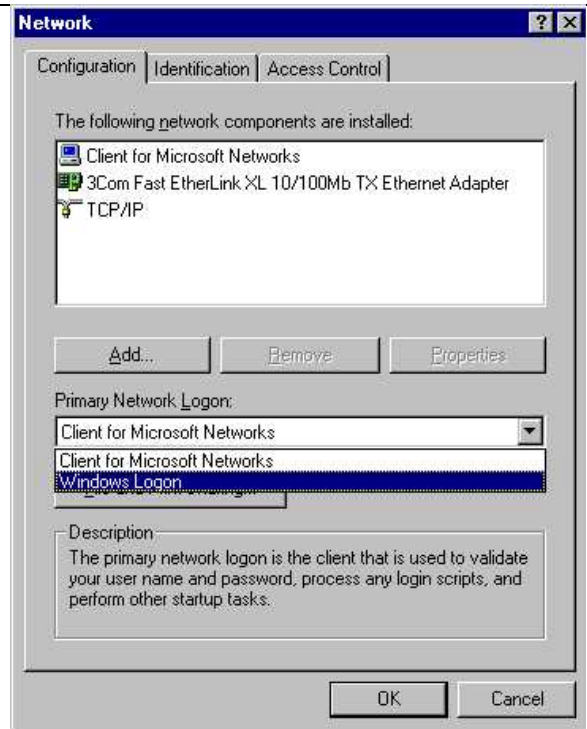 Network
Configuration Identification Access Control
The following network components are installed:
Client for Microsoft Networks
3Com Fast EtherLink XL 10/100Mb TX Ethernet Adapter
TCP/IP
Add... Remove Properties
Primary Network Logon:
Client for Microsoft Networks
Client for Microsoft Networks
Windows Logon
Description
The primary network logon is the client that is used to validate
your user name and password, process any login scripts, and
perform other startup tasks.
OK Cancel